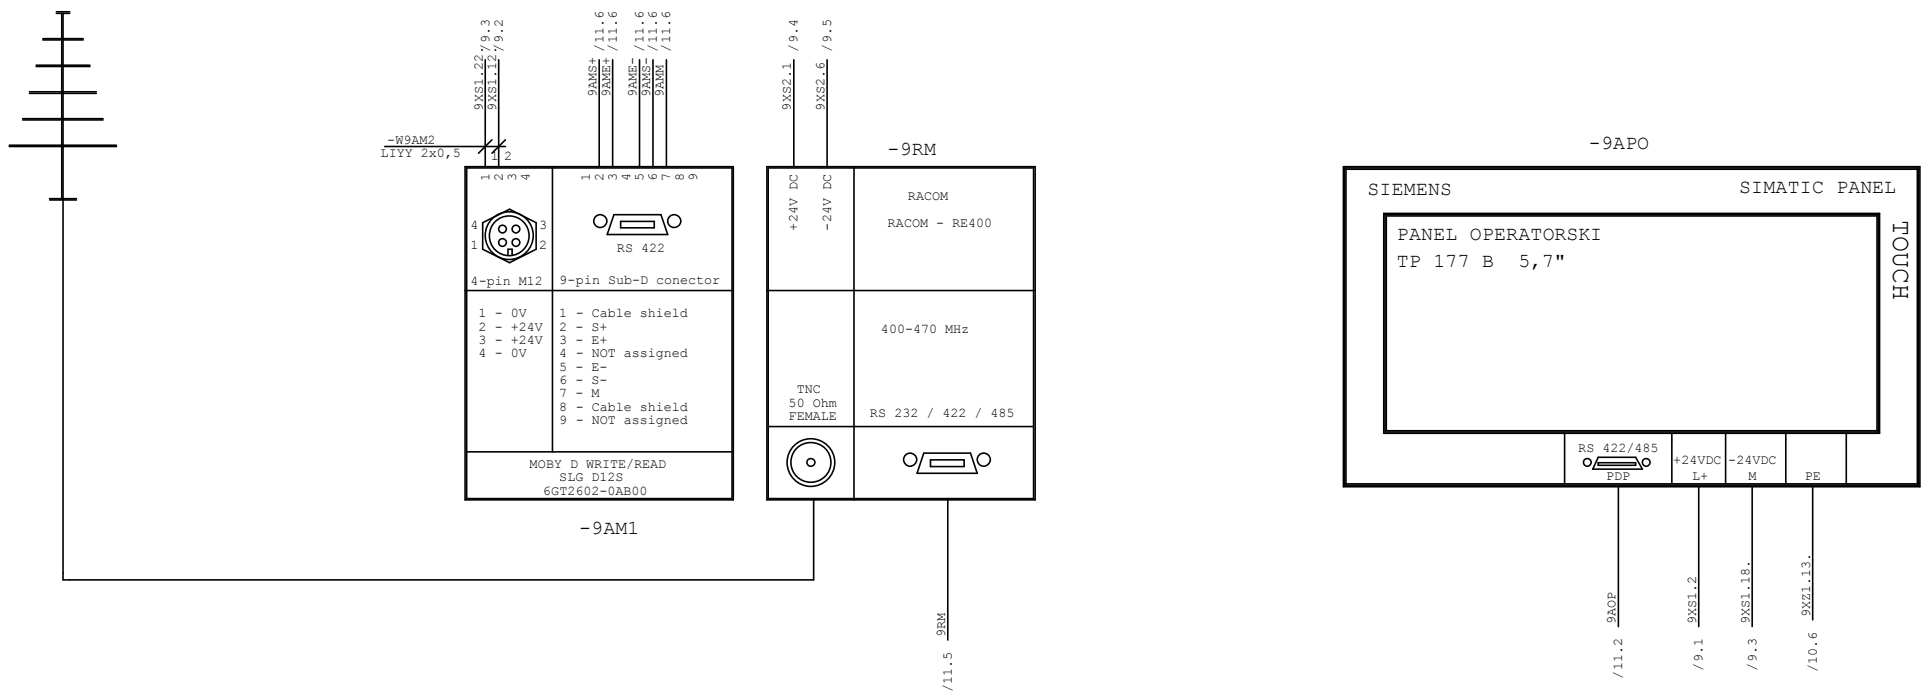 /9.3
/9.2
9XS1.22.
9XS1.12.
/11.6
/11.6
/11.6
/11.6
/11.6
9AMS+
9AME+
9AME-
9AMS-
9AMM
/9.4
/9.5
9XS2.1
9XS2.6
-W9AM2
LIYY 2x0,5
1 2
1 2 3 4
1 2 3 4 5 6 7 8 9
4 3
1 2
RS 422
4-pin M12
9-pin Sub-D conector
1 - 0V
2 - +24V
3 - +24V
4 - 0V
1 - Cable shield
2 - S+
3 - E+
4 - NOT assigned
5 - E-
6 - S-
7 - M
8 - Cable shield
9 - NOT assigned
MOBY D WRITE/READ
SLG D12S
6GT2602-0AB00
-9AM1
-9RM
+24V DC
-24V DC
RACOM
RACOM - RE400
400-470 MHz
TNC
50 Ohm
FEMALE
RS 232 / 422 / 485
9RM
/11.5
-9APO
SIEMENS
SIMATIC PANEL
TOUCH
PANEL OPERATORSKI
TP 177 B 5,7"
RS 422/485
PDP
+24VDC
L+
-24VDC
M
PE
9AOP
/11.2
9XS1.2
/9.1
9XS1.18.
/9.3
9XZ1.13.
/10.6